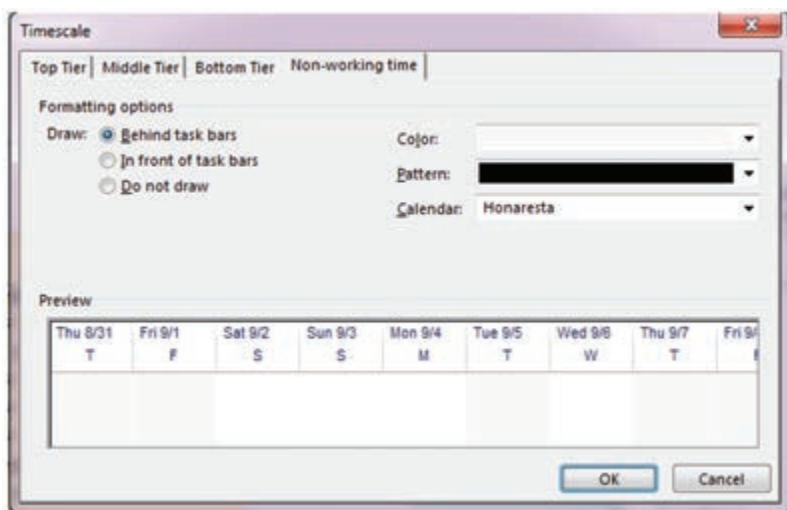 Timescale
Top Tier Middle Tier Bottom Tier Non-working time
Formatting options
Draw: Behind task bars
In front of task bars
Do not draw
Color:
Pattern:
Calendar: Honaresta
Preview
Thu 8/31 Fri 9/1 Sat 9/2 Sun 9/3 Mon 9/4 Tue 9/5 Wed 9/6 Thu 9/7 Fri 9/
T F S S M T W T
OK Cancel